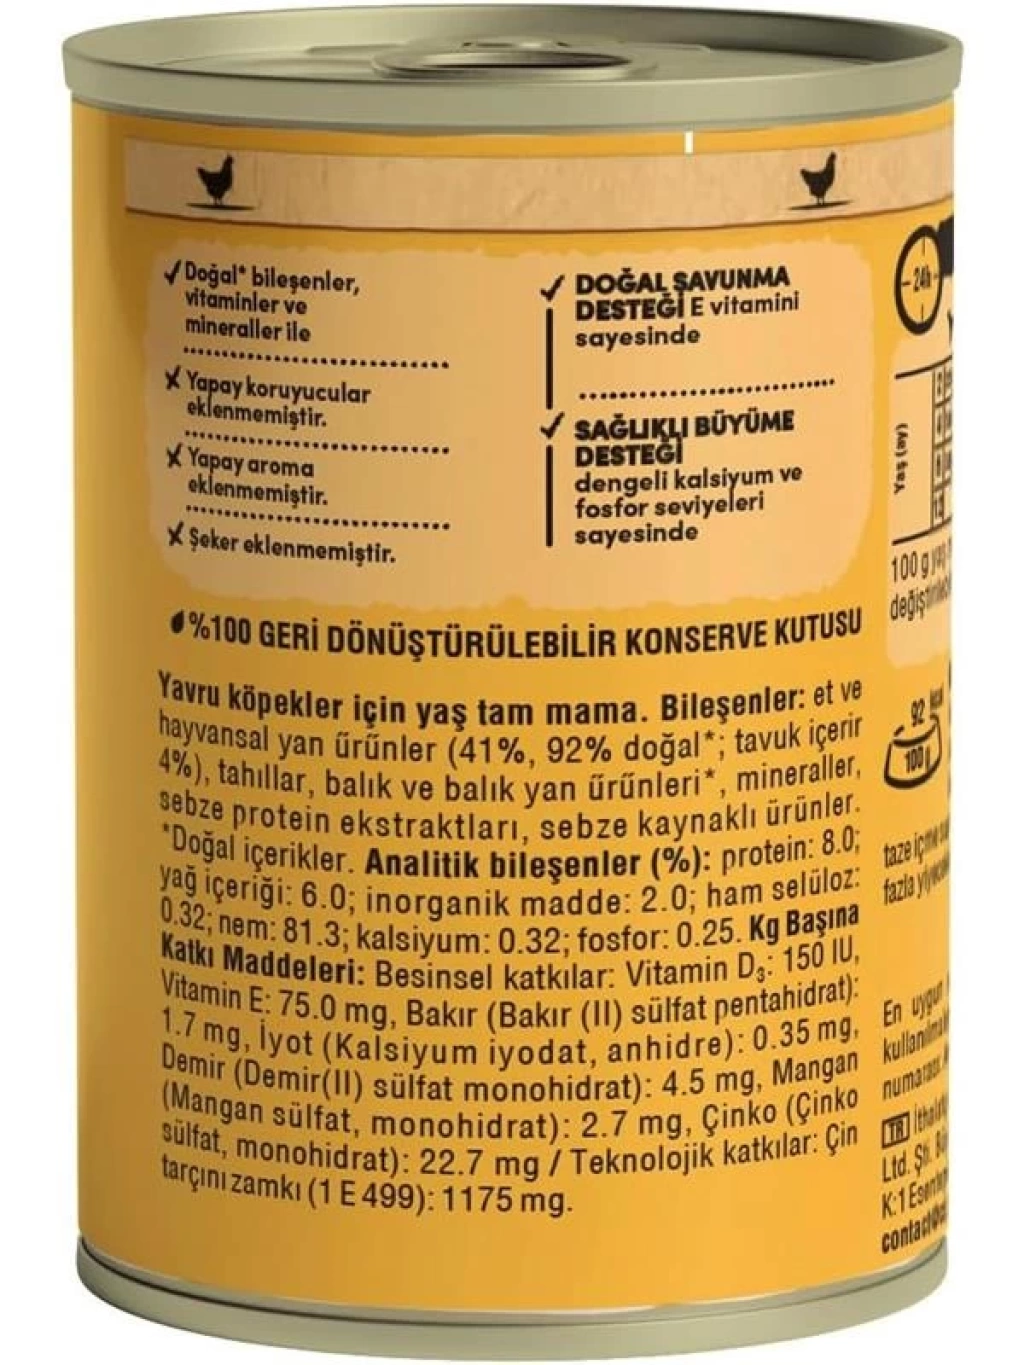 ✓ Doğal* bileşenler,
vitaminler ve
mineraller ile
✗ Yapay koruyucular
eklenmemiştir.
✗ Yapay aroma
eklenmemiştir.
✗ Şeker eklenmemiştir.
✓ DOĞAL SAVUNMA
DESTEĞİ E vitamini
sayesinde
✓ SAĞLIKLI BÜYÜME
DESTEĞİ
dengeli kalsiyum ve
fosfor seviyeleri
sayesinde
%100 GERİ DÖNÜŞTÜRÜLEBİLİR KONSERVE KUTUSU
Yavru köpekler için yaş tam mama. Bileşenler: et ve
hayvansal yan űrűnler (41%, 92% doğal*; tavuk içerir
4%), tahıllar, balık ve balık yan űrűnleri*, mineraller,
sebze protein ekstraktları, sebze kaynaklı ürünler.
*Doğal içerikler. Analitik bileşenler (%): protein: 8.0;
yağ içeriği: 6.0; inorganik madde: 2.0; ham selüloz:
0.32; nem: 81.3; kalsiyum: 0.32; fosfor: 0.25. Kg Başına
Katkı Maddeleri: Besinsel katkılar: Vitamin D₃: 150 IU,
Vitamin E: 75.0 mg, Bakır (Bakır (II) sülfat pentahidrat):
1.7 mg, İyot (Kalsiyum iyodat, anhidre): 0.35 mg,
Demir (Demir(II) sülfat monohidrat): 4.5 mg, Mangan
(Mangan sülfat, monohidrat): 2.7 mg, Çinko (Çinko
sülfat, monohidrat): 22.7 mg / Teknolojik katkılar: Çin
tarçını zamkı (1 E 499): 1175 mg.
24h
Yaş (ay)
100 g yaş
92 kcal
100g
taze içme
fazla
En uygun
TR
Ltd. Şti.
K:1